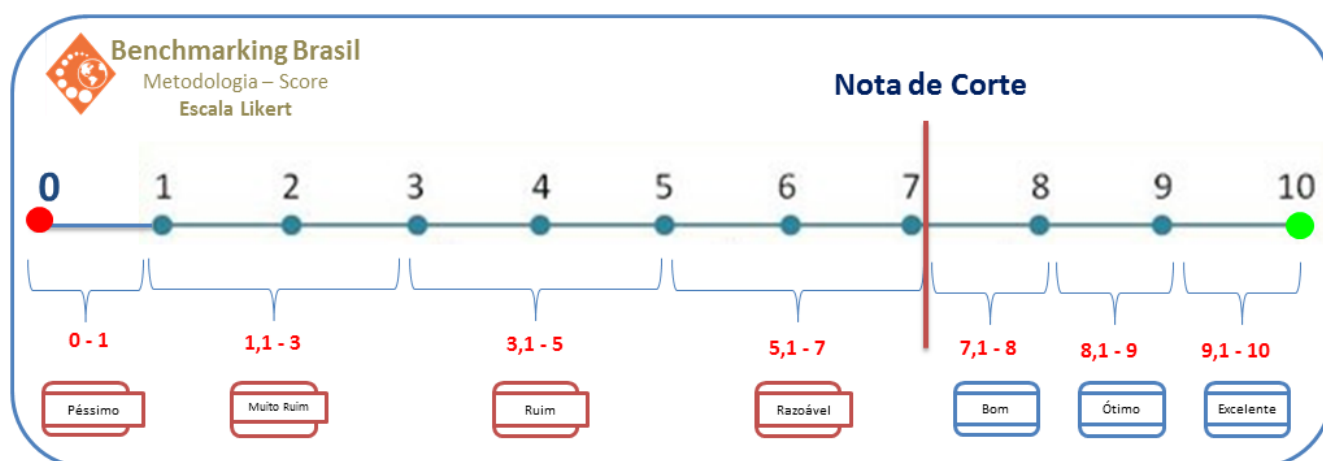 Benchmarking Brasil
Metodologia – Score
Escala Likert
Nota de Corte
0 1 2 3 4 5 6 7 8 9 10
0 - 1 1,1 - 3 3,1 - 5 5,1 - 7 7,1 - 8 8,1 - 9 9,1 - 10
Péssimo Muito Ruim Ruim Razoável Bom Ótimo Excelente